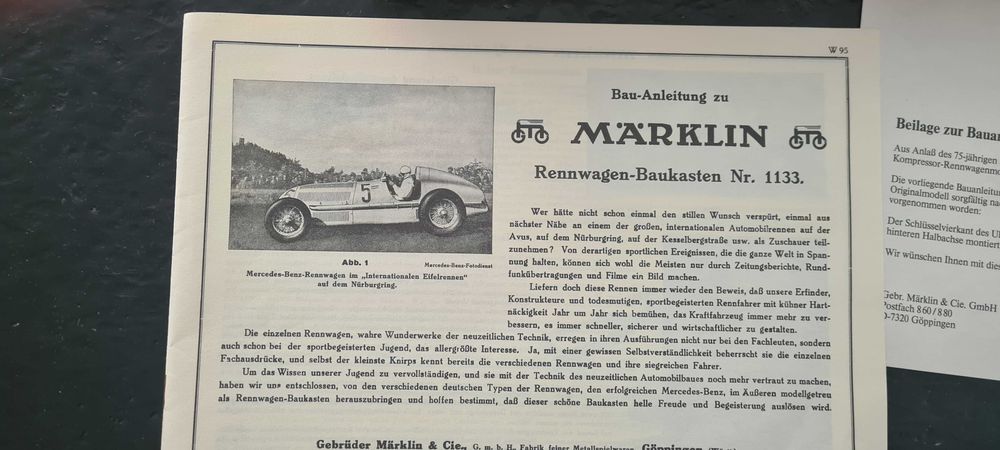 W 95
Bau-Anleitung zu
MÄRKLIN
Rennwagen-Baukasten Nr. 1133.
5
Abb. 1
Mercedes-Benz-Fotodienst
Mercedes-Benz-Rennwagen im „Internationalen Eifelrennen"
auf dem Nürburgring.
Wer hätte nicht schon einmal den stillen Wunsch verspürt, einmal aus
nächster Nähe an einem der großen, internationalen Automobilrennen auf der
Avus, auf dem Nürburgring, auf der Kesselbergstraße usw. als Zuschauer teil-
zunehmen? Von derartigen sportlichen Ereignissen, die die ganze Welt in Span-
nung halten, können sich wohl die Meisten nur durch Zeitungsberichte, Rund-
funkübertragungen und Filme ein Bild machen.
Liefern doch diese Rennen immer wieder den Beweis, daß unsere Erfinder,
Konstrukteure und todesmutigen, sportbegeisterten Rennfahrer mit kühner Hart-
näckigkeit Jahr um Jahr sich bemühen, das Kraftfahrzeug immer mehr zu ver-
bessern, es immer schneller, sicherer und wirtschaftlicher zu gestalten.
Die einzelnen Rennwagen, wahre Wunderwerke der neuzeitlichen Technik, erregen in ihren Ausführungen nicht nur bei den Fachleuten, sondern
auch schon bei der sportbegeisterten Jugend, das allergrößte Interesse. Ja, mit einer gewissen Selbstverständlichkeit beherrscht sie die einzelnen
Fachausdrücke, und selbst der kleinste Knirps kennt bereits die verschiedenen Rennwagen und ihre siegreichen Fahrer.
Um das Wissen unserer Jugend zu vervollständigen, und sie mit der Technik des neuzeitlichen Automobilbaues noch mehr vertraut zu machen,
haben wir uns entschlossen, von den verschiedenen deutschen Typen der Rennwagen, den erfolgreichen Mercedes-Benz, im Äußeren modellgetreu
als Rennwagen-Baukasten herauszubringen und hoffen bestimmt, daß dieser schöne Baukasten helle Freude und Begeisterung auslösen wird.
Gebrüder Märklin & Cie., G. m. b. H., Fabrik feiner Metallspielwaren, Göppingen
Beilage zur Bauan
Aus Anlaß des 75-jährigen
Kompressor-Rennwagenmo
Die vorliegende Bauanleitu
Originalmodell sorgfältig na
vorgenommen worden:
Der Schlüsselvierkant des U
hinteren Halbachse montiert
Wir wünschen Ihnen mit die
Gebr. Märklin & Cie. GmbH
Postfach 8 60 / 8 80
D-7320 Göppingen